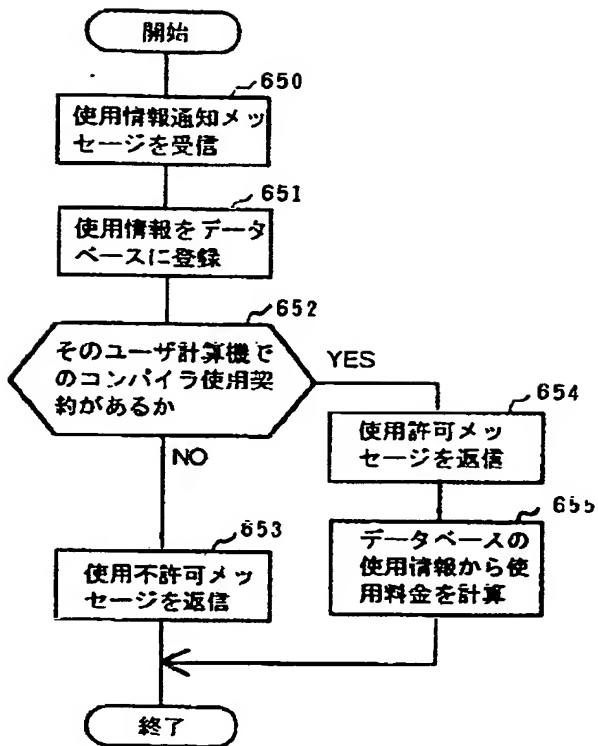 開始
650
使用情報通知メッ
セージを受信
651
使用情報をデータ
ベースに登録
652
そのユーザ計算機で
のコンパイラ使用契
約があるか
YES
NO
654
使用許可メッ
セージを返信
655
データベースの
使用情報から使
用料金を計算
653
使用不許可メッ
セージを返信
終了